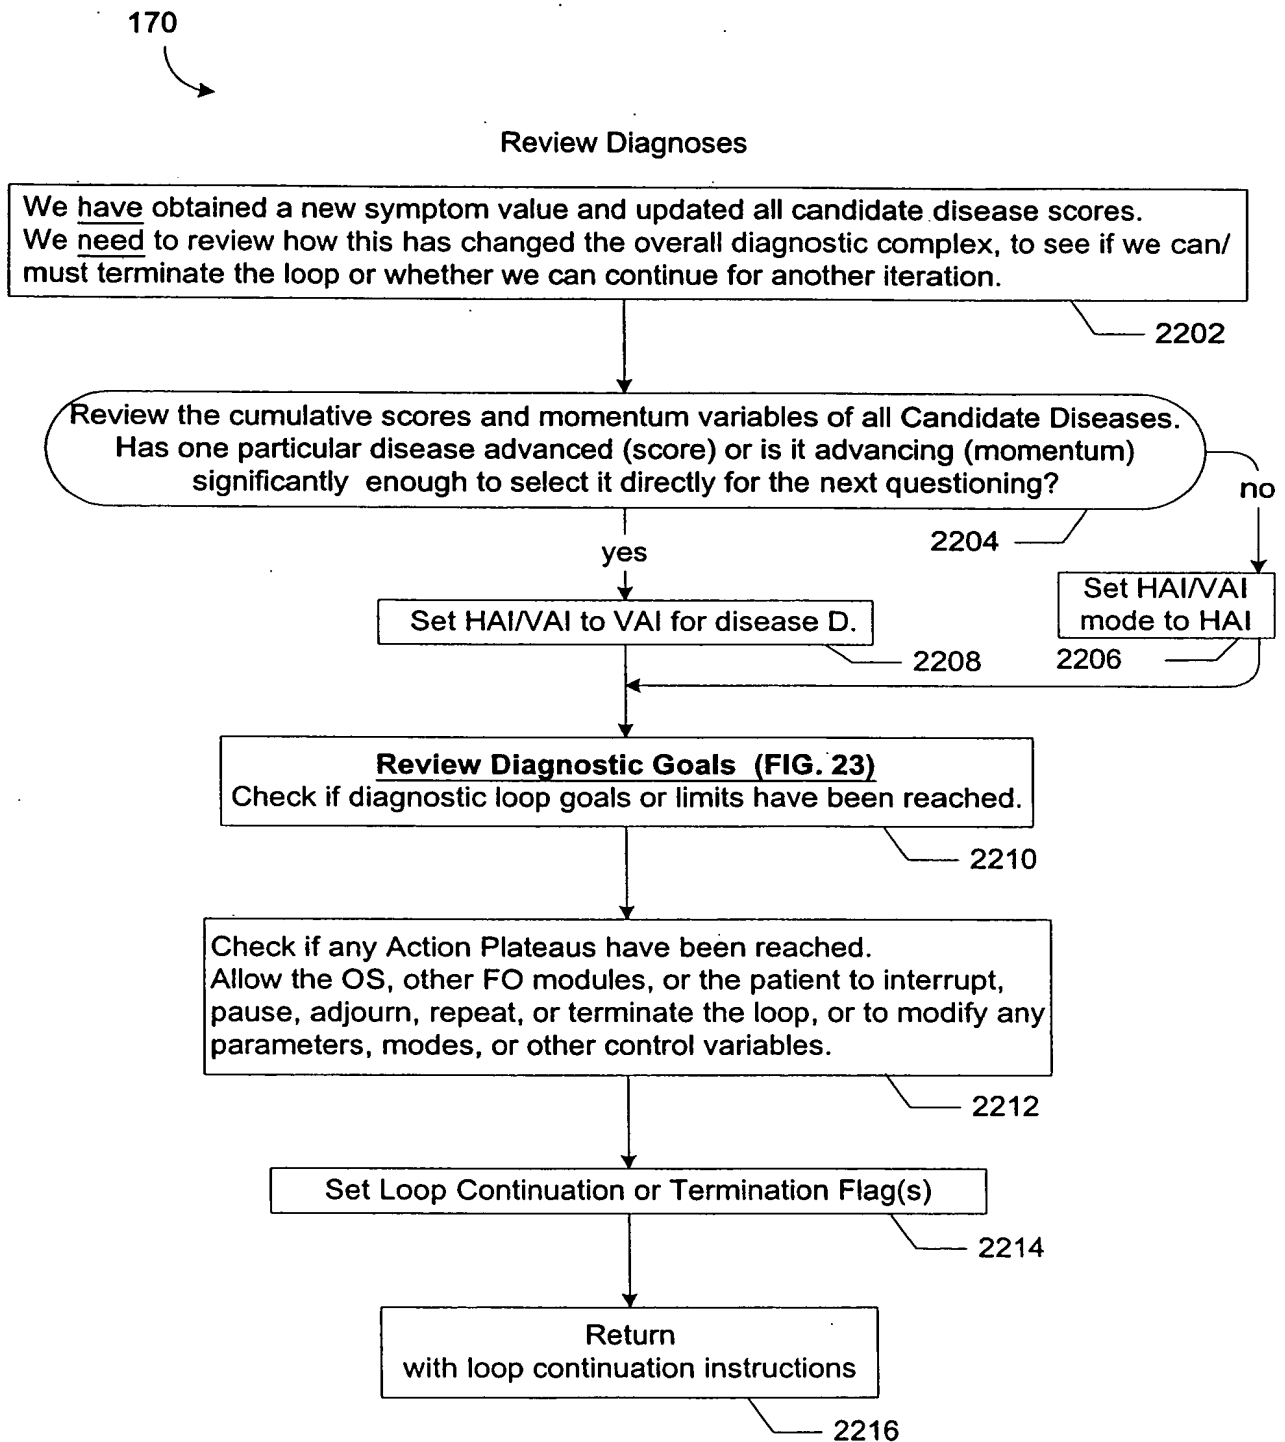 170
Review Diagnoses
We have obtained a new symptom value and updated all candidate disease scores.
We need to review how this has changed the overall diagnostic complex, to see if we can/
must terminate the loop or whether we can continue for another iteration.
2202
Review the cumulative scores and momentum variables of all Candidate Diseases.
Has one particular disease advanced (score) or is it advancing (momentum)
significantly enough to select it directly for the next questioning?
no
2204
yes
Set HAI/VAI
mode to HAI
Set HAI/VAI to VAI for disease D.
2208
2206
Review Diagnostic Goals (FIG. 23)
Check if diagnostic loop goals or limits have been reached.
2210
Check if any Action Plateaus have been reached.
Allow the OS, other FO modules, or the patient to interrupt,
pause, adjourn, repeat, or terminate the loop, or to modify any
parameters, modes, or other control variables.
2212
Set Loop Continuation or Termination Flag(s)
2214
Return
with loop continuation instructions
2216